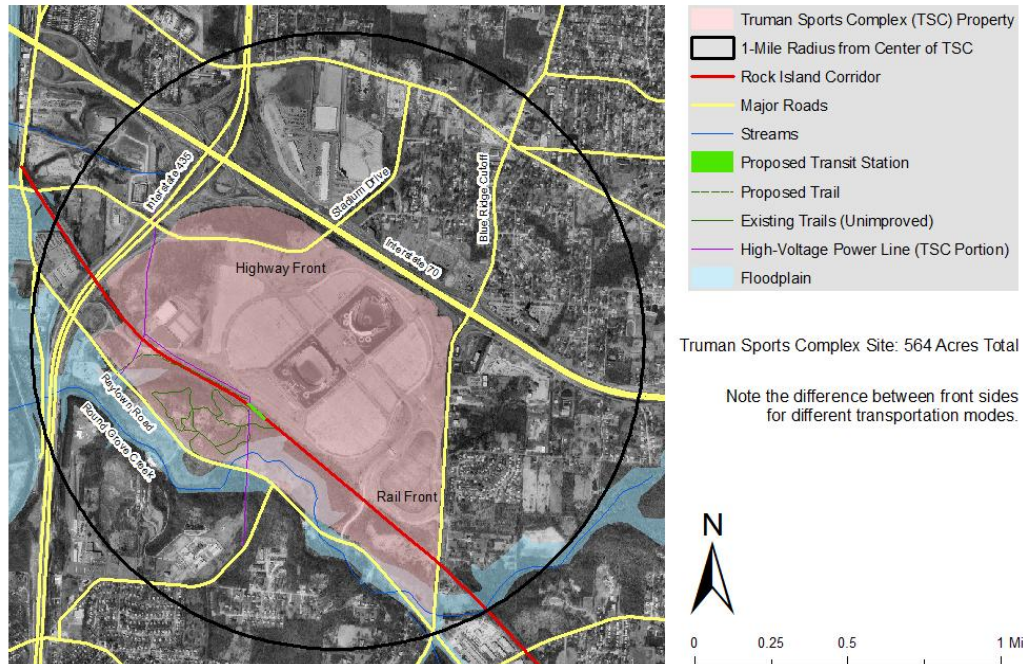 Interstate 435
Stadium Drive
Blue Ridge Cutoff
Interstate 70
Highway Front
Raytown Road
Round Grove Creek
Rail Front
Truman Sports Complex (TSC) Property
1-Mile Radius from Center of TSC
Rock Island Corridor
Major Roads
Streams
Proposed Transit Station
Proposed Trail
Existing Trails (Unimproved)
High-Voltage Power Line (TSC Portion)
Floodplain
Truman Sports Complex Site: 564 Acres Total
Note the difference between front sides
for different transportation modes.
N
0 0.25 0.5 1 Mi